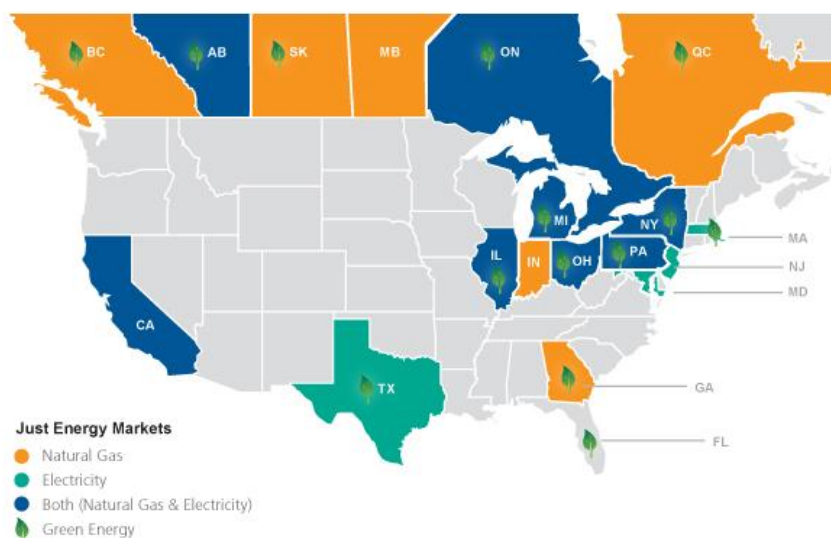 BC
AB
SK
MB
ON
QC
MI
NY
MA
IL
IN
OH
PA
NJ
MD
CA
TX
GA
FL
Just Energy Markets
Natural Gas
Electricity
Both (Natural Gas & Electricity)
Green Energy